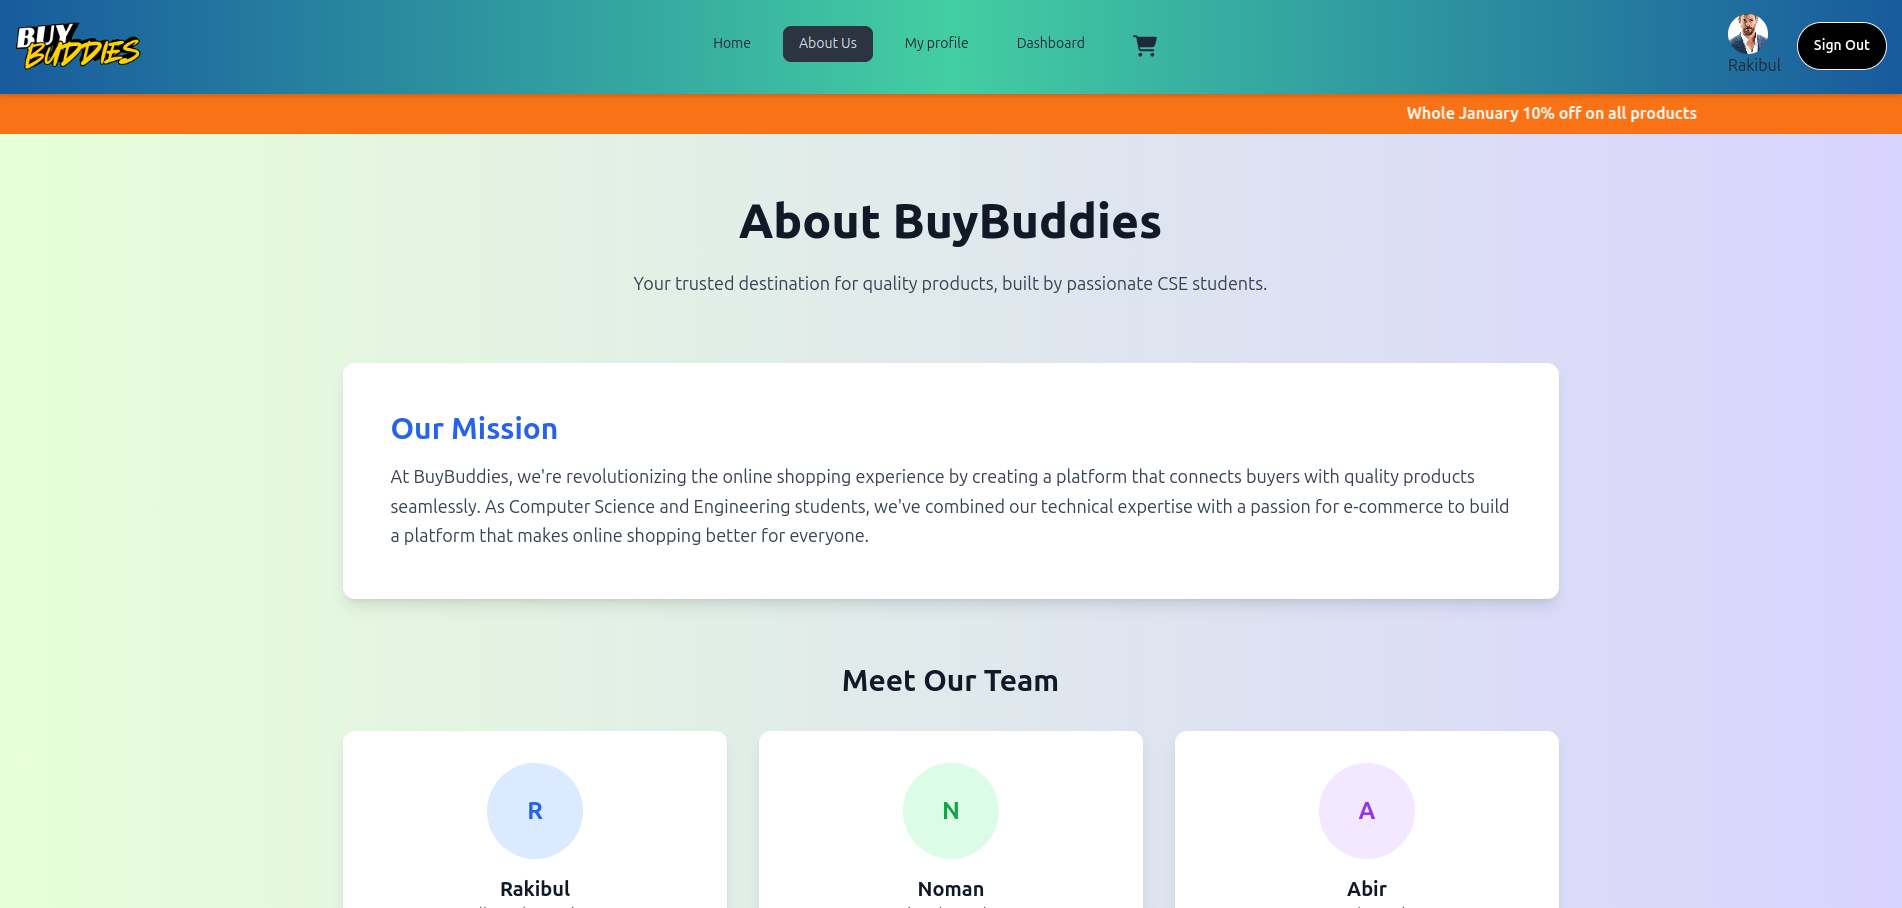 BUY
BUDDIES
Home
About Us
My profile
Dashboard
Rakibul
Sign Out
Whole January 10% off on all products
About BuyBuddies
Your trusted destination for quality products, built by passionate CSE students.
Our Mission
At BuyBuddies, we're revolutionizing the online shopping experience by creating a platform that connects buyers with quality products
seamlessly. As Computer Science and Engineering students, we've combined our technical expertise with a passion for e-commerce to build
a platform that makes online shopping better for everyone.
Meet Our Team
R
N
A
Rakibul
Noman
Abir